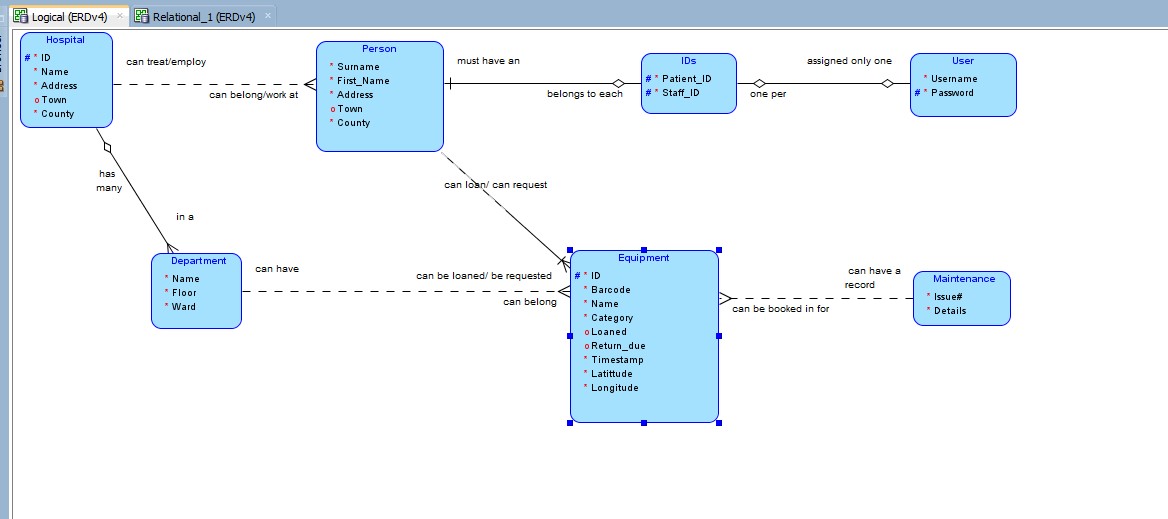 Logical (ERDv4) ×
Relational_1 (ERDv4) ×
Hospital
# * ID
* Name
* Address
o Town
* County
can treat/employ
can belong/work at
Person
* Surname
* First_Name
* Address
o Town
* County
must have an
belongs to each
IDs
# * Patient_ID
# * Staff_ID
assigned only one
one per
User
* Username
# * Password
has
many
in a
can loan/ can request
Department
* Name
* Floor
* Ward
can have
can be loaned/ be requested
can belong
Equipment
# * ID
* Barcode
* Name
* Category
o Loaned
o Return_due
* Timestamp
* Latittude
* Longitude
can have a
record
can be booked in for
Maintenance
* Issue#
* Details